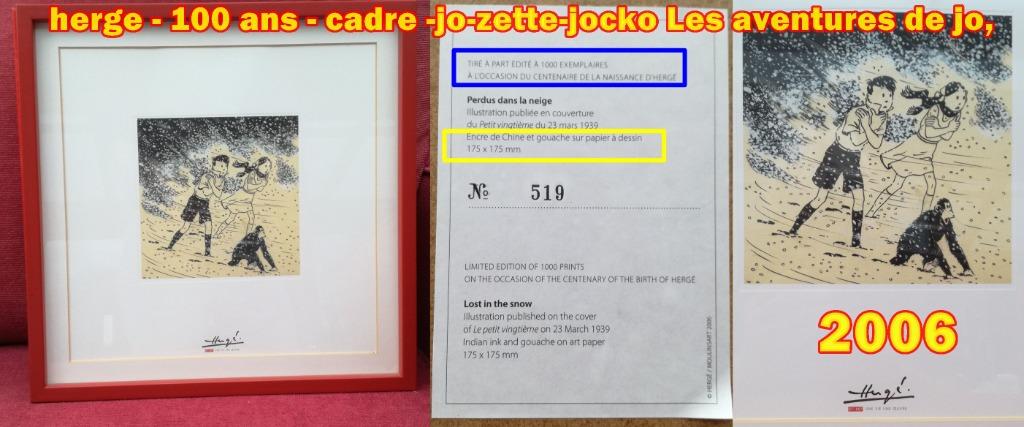 herge - 100 ans - cadre -jo-zette-jocko Les aventures de jo,
Hergé.
TIRÉ À PART ÉDITÉ À 1000 EXEMPLAIRES
À L'OCCASION DU CENTENAIRE DE LA NAISSANCE D'HERGÉ
Perdus dans la neige
Illustration publiée en couverture
du Petit vingtième du 23 mars 1939
Encre de Chine et gouache sur papier à dessin
175 x 175 mm
No 519
LIMITED EDITION OF 1000 PRINTS
ON THE OCCASION OF THE CENTENARY OF THE BIRTH OF HERGÉ
Lost in the snow
Illustration published on the cover
of Le petit vingtième on 23 March 1939
Indian ink and gouache on art paper
175 x 175 mm
© HERGÉ / MOULINSART 2006
2006
Hergé.